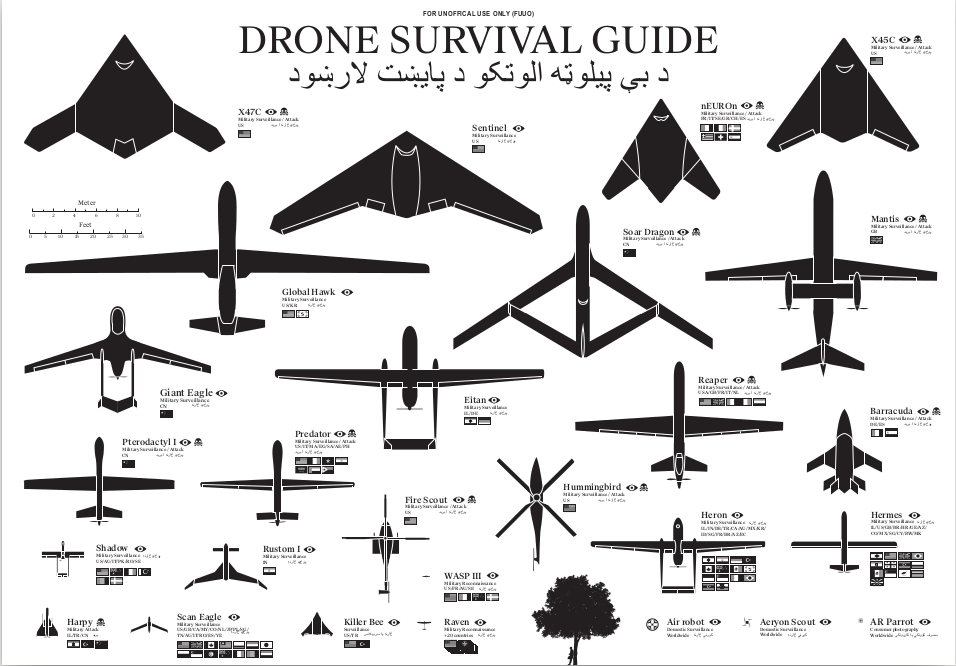 FOR UNOFFICAL USE ONLY (FUUO)
DRONE SURVIVAL GUIDE
د بې پيلوټه الوتکو د پايښت لارښود
X47C
Military Surveillance / Attack
US
Sentinel
Military Surveillance
US
nEUROn
Military Surveillance / Attack
FR/IT/SE/GR/CH/ES
X45C
Military Surveillance / Attack
US
Meter
0 2 4 6 8 10
Feet
0 5 10 15 20 25 30 35
Soar Dragon
Military Surveillance / Attack
CN
Mantis
Military Surveillance / Attack
GB
Global Hawk
Military Surveillance
US/KR
Giant Eagle
Military Surveillance
CN
Eitan
Military Surveillance
IL/DE
Reaper
Military Surveillance / Attack
USA/GB/FR/IT/NL
Barracuda
Military Surveillance / Attack
DE/ES
Pterodactyl I
Military Surveillance / Attack
CN
Predator
Military Surveillance / Attack
US/IT/MA/EG/SA/AE/PH
Fire Scout
Military Surveillance / Attack
US
Hummingbird
Military Surveillance / Attack
US
Heron
Military Surveillance
Hermes
Military Surveillance
Shadow
Military Surveillance
US/AU/IT/PK/RO/SE
Rustom I
Military Surveillance
IN
WASP III
Military Reconnaissance
US/FR/AU/SE
Harpy
Military Attack
IL/TR/CN
Scan Eagle
Military Surveillance
Killer Bee
Surveillance
US/TR
Raven
Military Reconnaissance
+20 countries
Air robot
Domestic Surveillance
Worldwide
Aeryon Scout
Domestic Surveillance
Worldwide
AR Parrot
Consumer photography
Worldwide